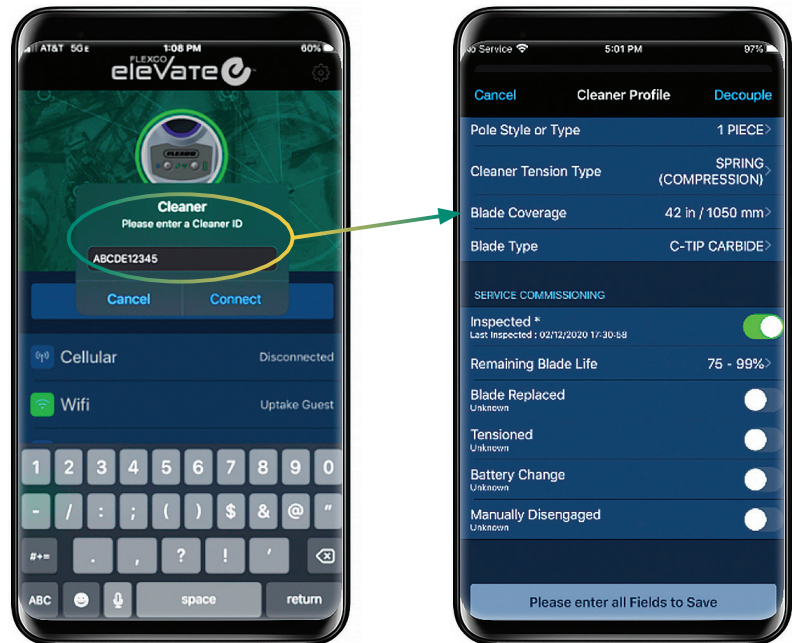 AT&T 5GE 1:08 PM 60%
FLEXCO
elevate
FLEXCO
Cleaner
Please enter a Cleaner ID
ABCDE12345
Cancel Connect
Cellular Disconnected
Wifi Uptake Guest
1 2 3 4 5 6 7 8 9 0
- / : ; ( ) $ & @ "
#+= . , ? ! '
ABC space return
No Service 5:01 PM 97%
Cancel Cleaner Profile Decouple
Pole Style or Type 1 PIECE>
Cleaner Tension Type SPRING
(COMPRESSION)>
Blade Coverage 42 in / 1050 mm>
Blade Type C-TIP CARBIDE>
SERVICE COMMISSIONING
Inspected *
Last Inspected : 02/12/2020 17:30:58
Remaining Blade Life 75 - 99%>
Blade Replaced
Unknown
Tensioned
Unknown
Battery Change
Unknown
Manually Disengaged
Unknown
Please enter all Fields to Save